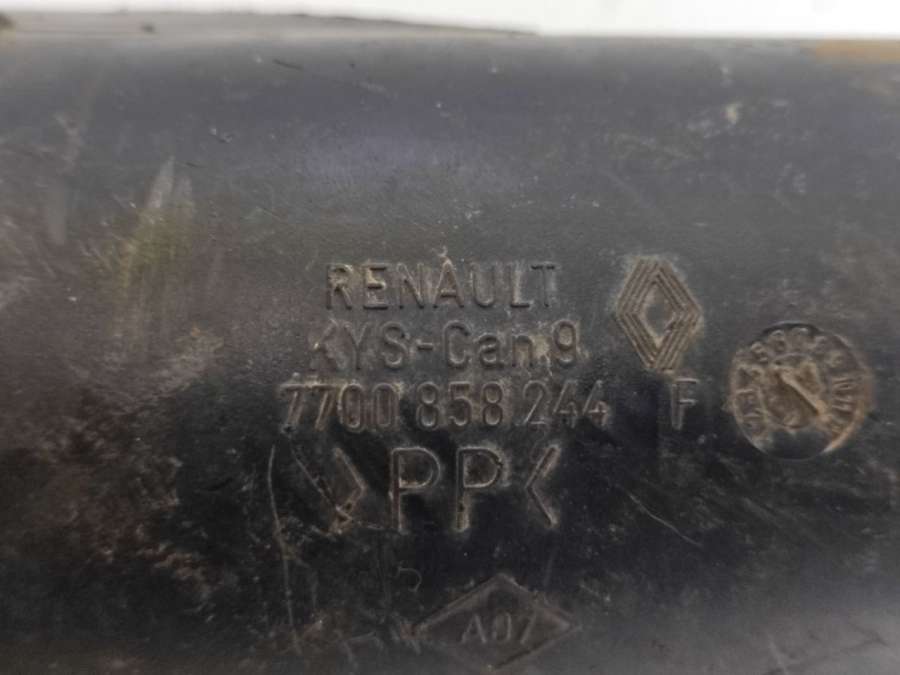 RENAULT
KYS-Can.9
7700 858 244 F
>PP<
A07